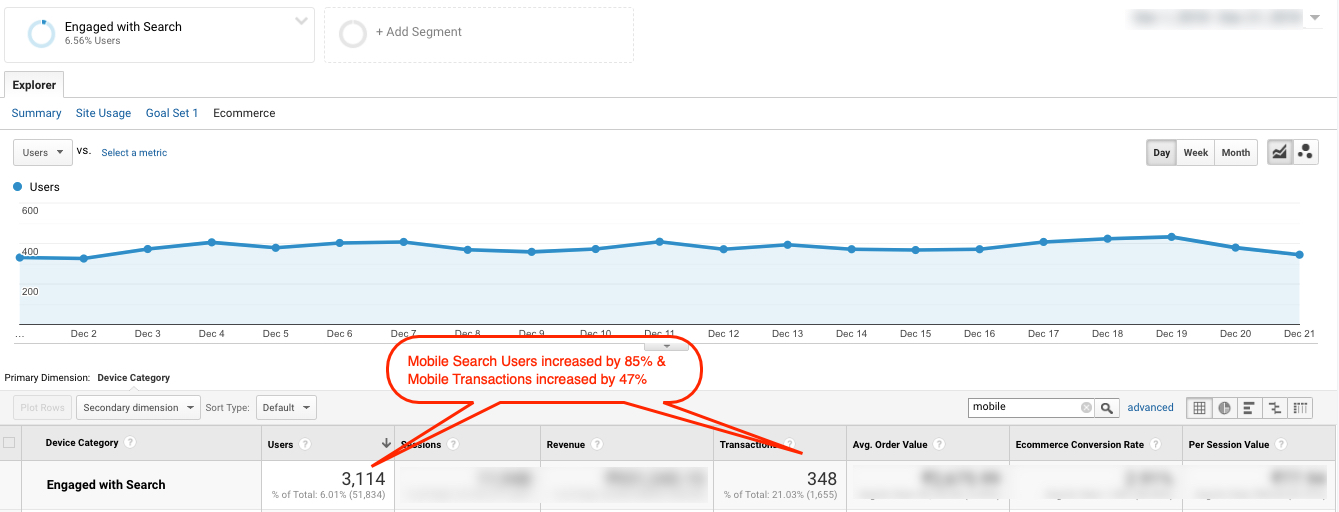 Engaged with Search
6.56% Users
+ Add Segment
Explorer
Summary Site Usage Goal Set 1 Ecommerce
Users vs. Select a metric
Day Week Month
Users
600
400
200
... Dec 2 Dec 3 Dec 4 Dec 5 Dec 6 Dec 7 Dec 8 Dec 9 Dec 10 Dec 11 Dec 12 Dec 13 Dec 14 Dec 15 Dec 16 Dec 17 Dec 18 Dec 19 Dec 20 Dec 21
Mobile Search Users increased by 85% &
Mobile Transactions increased by 47%
Primary Dimension: Device Category
Plot Rows Secondary dimension Sort Type: Default mobile advanced
Device Category Users Sessions Revenue Transactions Avg. Order Value Ecommerce Conversion Rate Per Session Value
Engaged with Search 3,114 348
% of Total: 6.01% (51,834) % of Total: 21.03% (1,655)